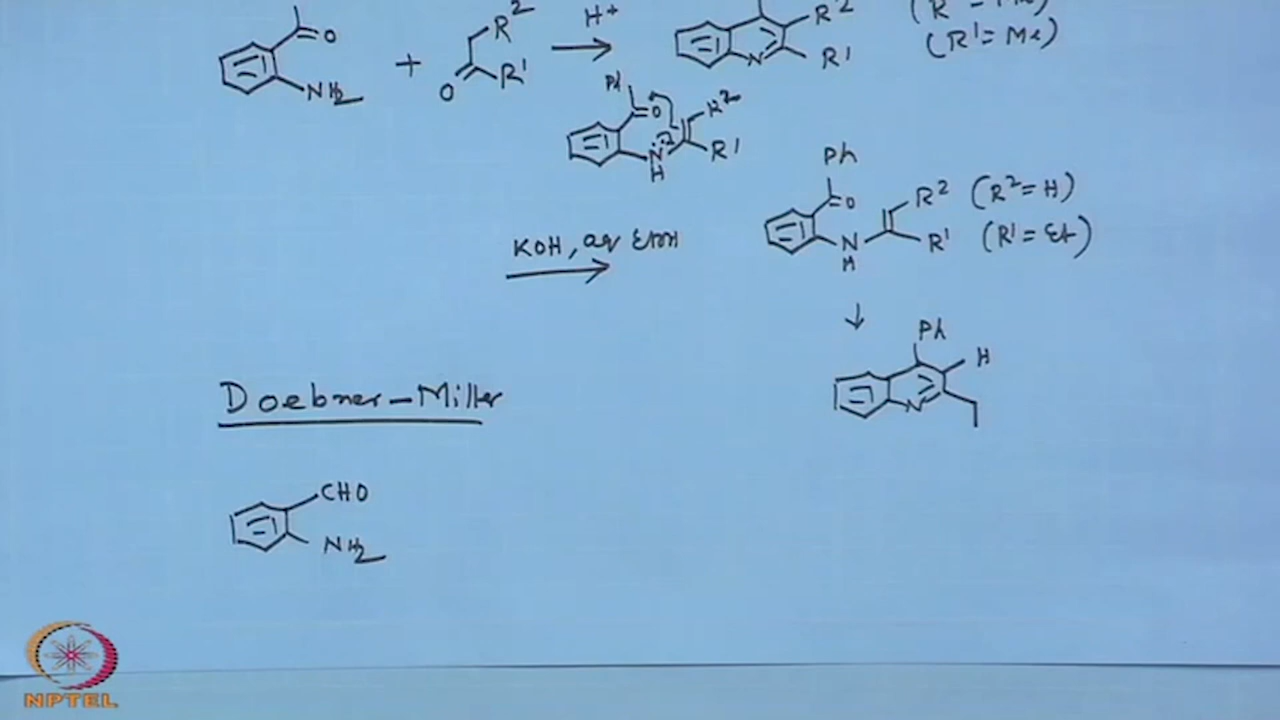 H+
O
NH2
+
R2
R1
O
R2
N
R1
(R1=Me)
Ph
O
R2
N
H
R1
Ph
O
N
H
R2 (R2=H)
R1 (R1=Et)
KOH, aq EtOH
Ph
H
N
Doebner-Miller
CHO
NH2
NPTEL